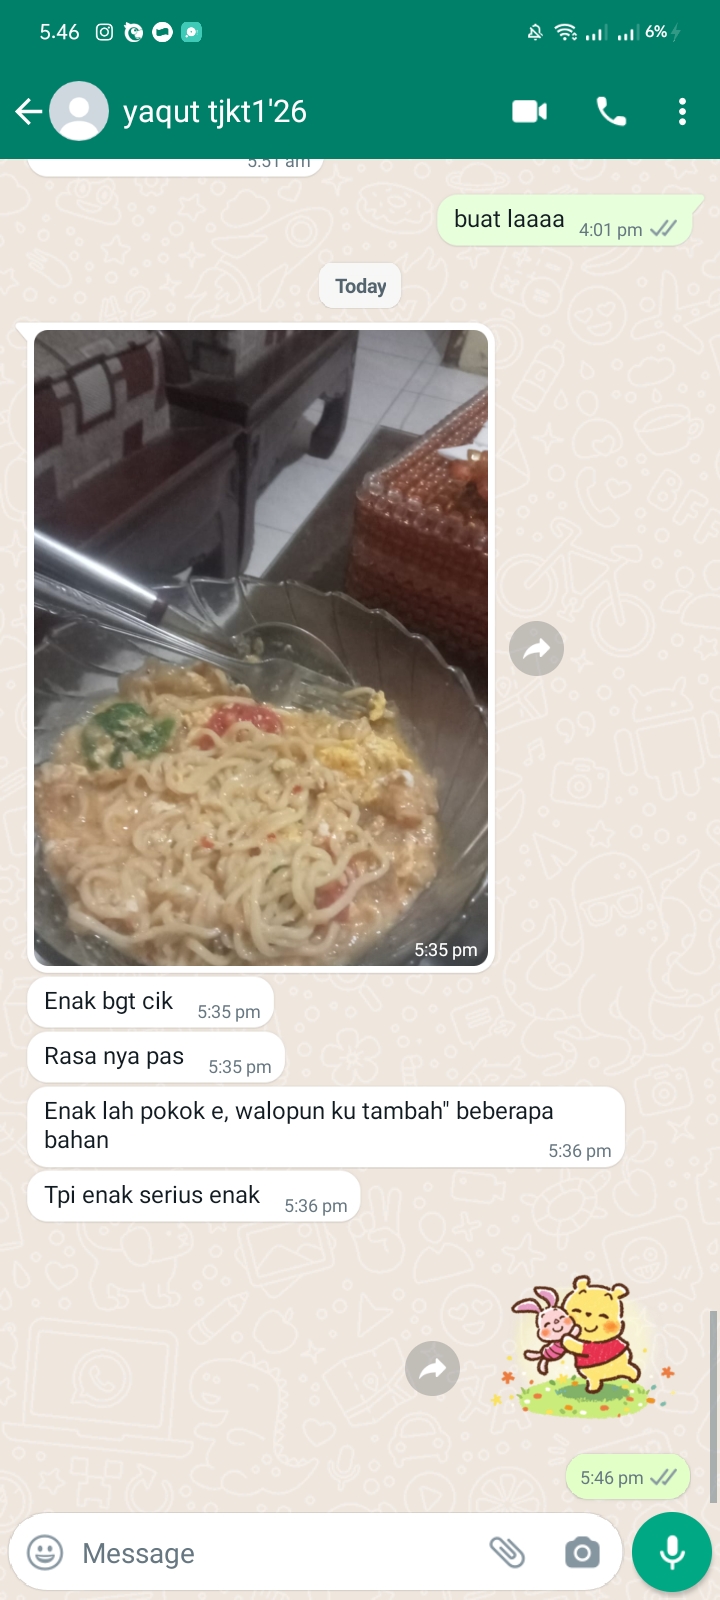 5.46
6%
yaqut tjkt1'26
5:51 am
buat laaaa 4:01 pm
Today
5:35 pm
Enak bgt cik 5:35 pm
Rasa nya pas 5:35 pm
Enak lah pokok e, walopun ku tambah" beberapa
bahan 5:36 pm
Tpi enak serius enak 5:36 pm
5:46 pm
Message